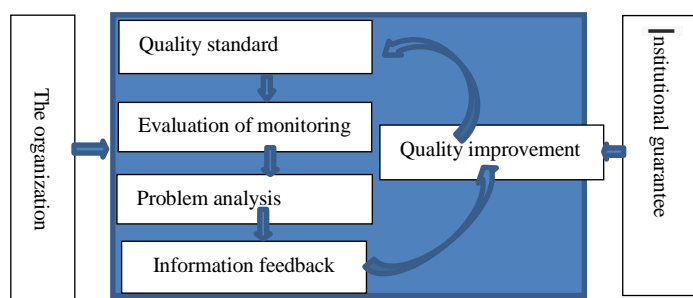 The organization
Quality standard
Evaluation of monitoring
Problem analysis
Information feedback
Quality improvement
Institutional guarantee